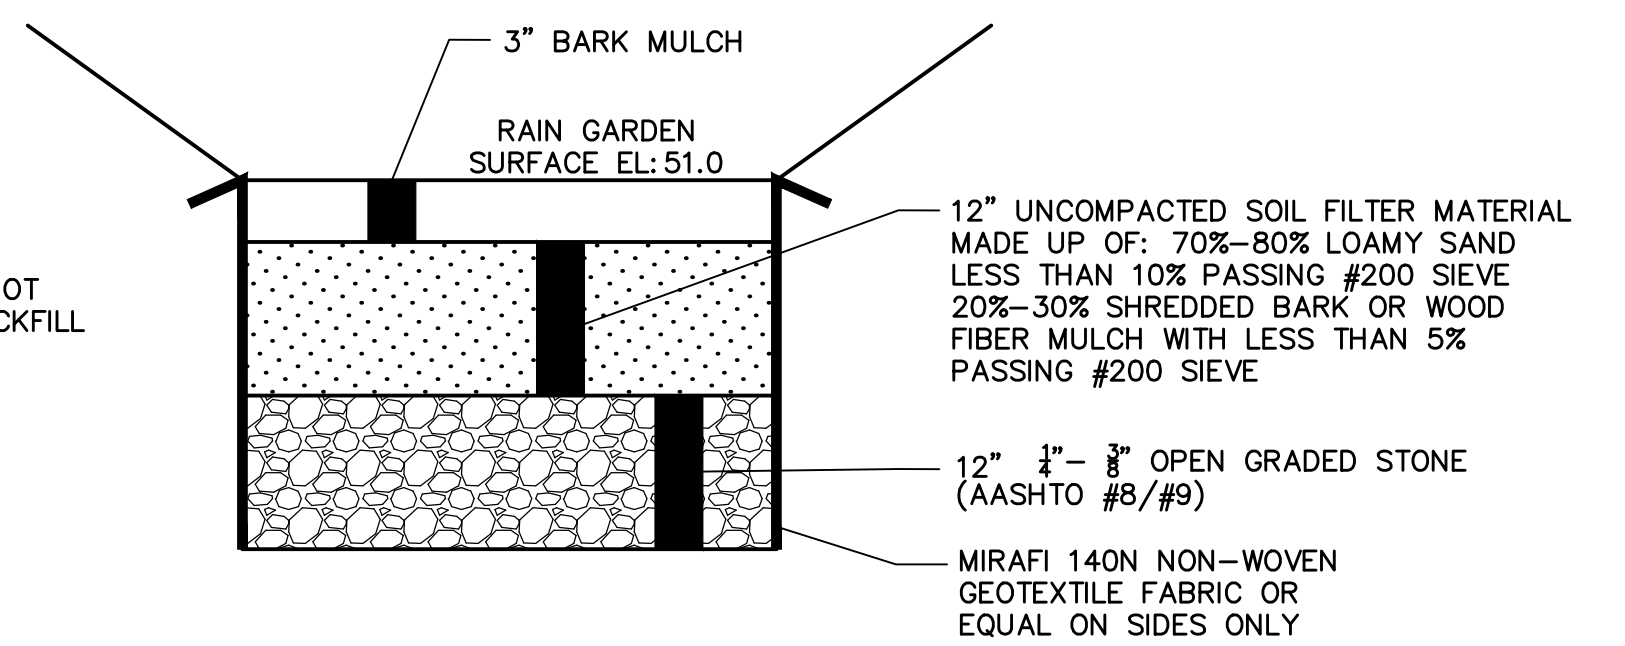 3” BARK MULCH
RAIN GARDEN
SURFACE EL: 51.0
12” UNCOMPACTED SOIL FILTER MATERIAL
MADE UP OF: 70%–80% LOAMY SAND
LESS THAN 10% PASSING #200 SIEVE
20%–30% SHREDDED BARK OR WOOD
FIBER MULCH WITH LESS THAN 5%
PASSING #200 SIEVE
OT
CKFILL
12” 1/4”– 3/8” OPEN GRADED STONE
(AASHTO #8/#9)
MIRAFI 140N NON–WOVEN
GEOTEXTILE FABRIC OR
EQUAL ON SIDES ONLY